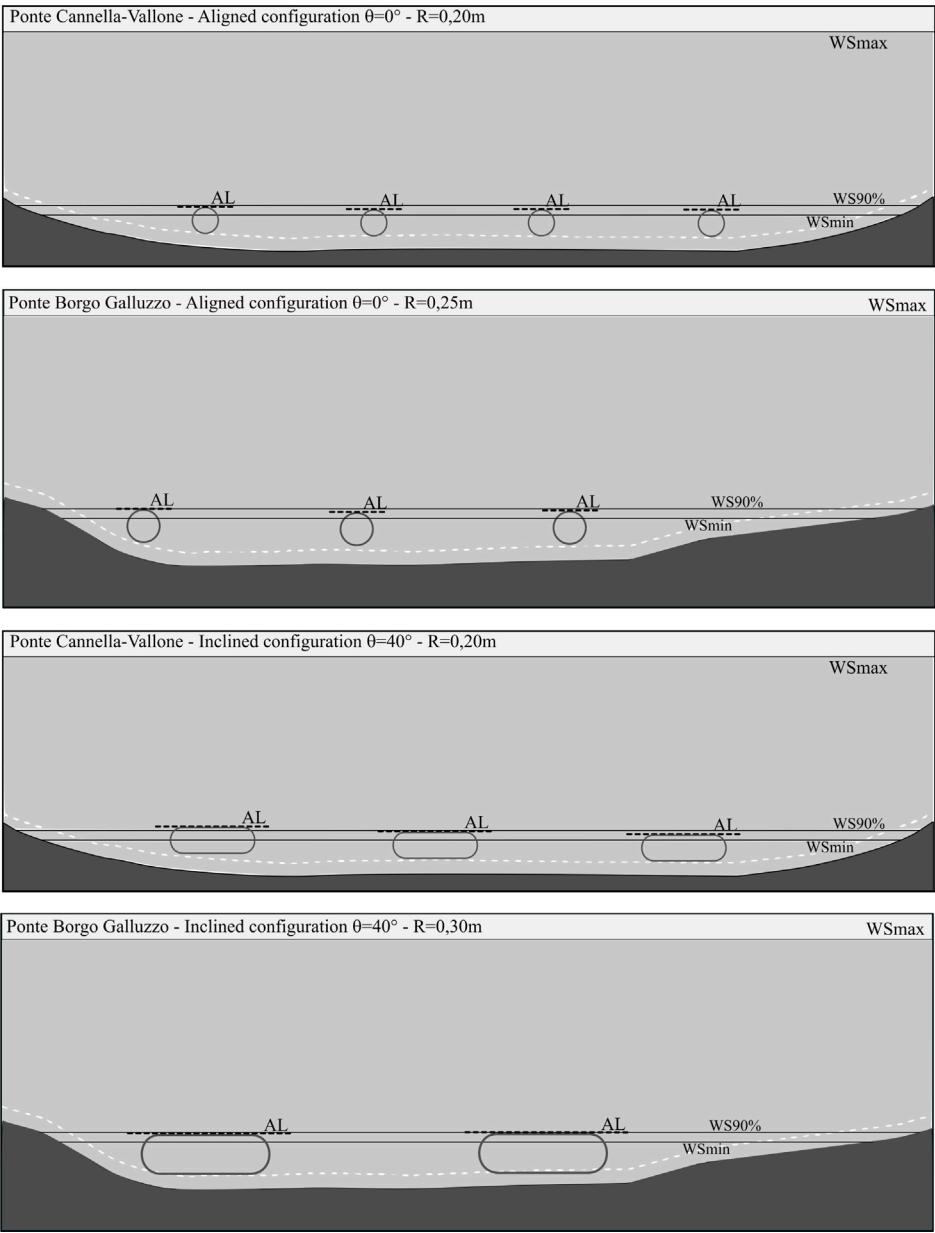 Ponte Cannella-Vallone - Aligned configuration θ=0° - R=0,20m
WSmax
AL AL AL AL
WS90%
WSmin
Ponte Borgo Galluzzo - Aligned configuration θ=0° - R=0,25m
WSmax
AL AL AL
WS90%
WSmin
Ponte Cannella-Vallone - Inclined configuration θ=40° - R=0,20m
WSmax
AL AL AL
WS90%
WSmin
Ponte Borgo Galluzzo - Inclined configuration θ=40° - R=0,30m
WSmax
AL AL
WS90%
WSmin